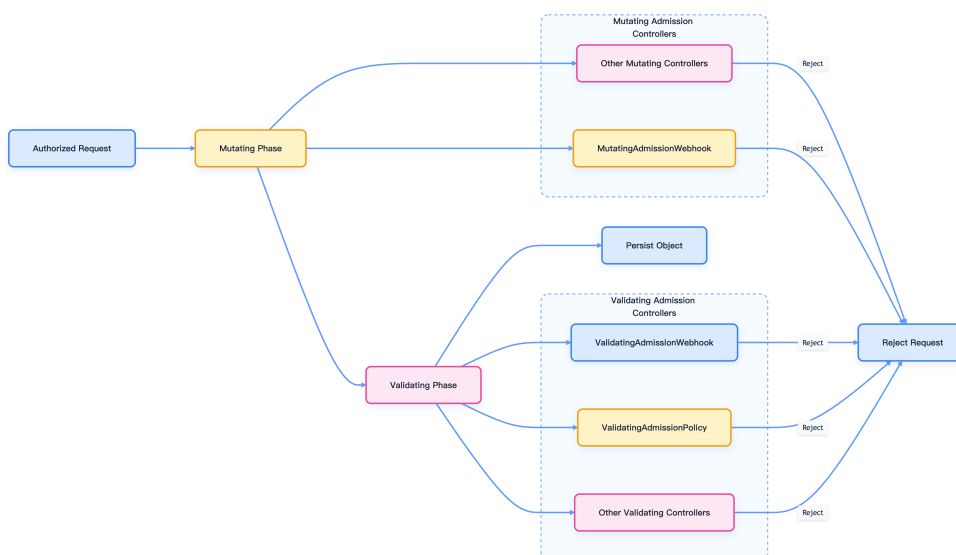 Mutating Admission
Controllers
Other Mutating Controllers
Reject
Authorized Request
Mutating Phase
MutatingAdmissionWebhook
Reject
Persist Object
Validating Admission
Controllers
ValidatingAdmissionWebhook
Reject
Reject Request
Validating Phase
ValidatingAdmissionPolicy
Reject
Other Validating Controllers
Reject